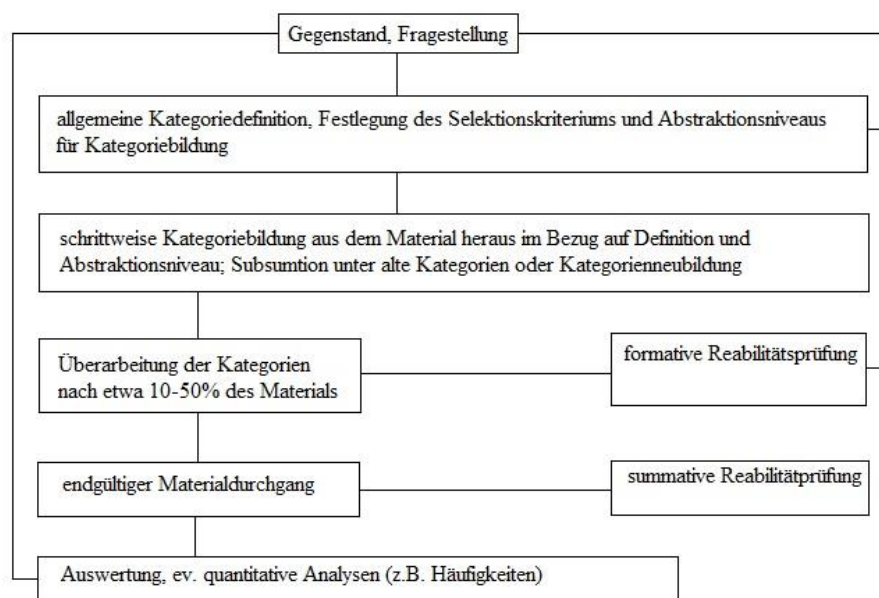 Gegenstand, Fragestellung
allgemeine Kategoriedefinition, Festlegung des Selektionskriteriums und Abstraktionsniveaus
für Kategoriebildung
schrittweise Kategoriebildung aus dem Material heraus im Bezug auf Definition und
Abstraktionsniveau; Subsumtion unter alte Kategorien oder Kategorienneubildung
Überarbeitung der Kategorien
nach etwa 10-50% des Materials
formative Reabilitätsprüfung
endgültiger Materialdurchgang
summative Reabilitätprüfung
Auswertung, ev. quantitative Analysen (z.B. Häufigkeiten)